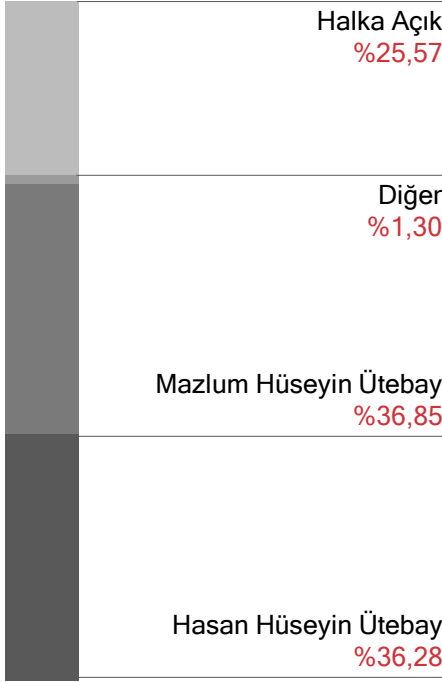 Halka Açık
%25,57
Diğer
%1,30
Mazlum Hüseyin Ütebay
%36,85
Hasan Hüseyin Ütebay
%36,28